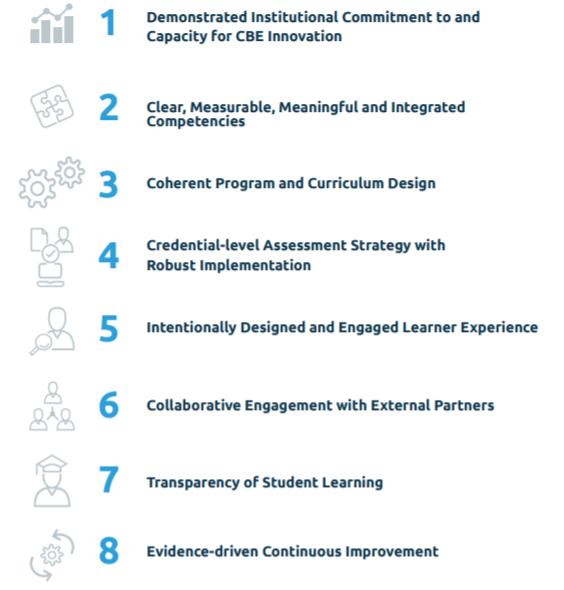 1
Demonstrated Institutional Commitment to and
Capacity for CBE Innovation
2
Clear, Measurable, Meaningful and Integrated
Competencies
3
Coherent Program and Curriculum Design
4
Credential-level Assessment Strategy with
Robust Implementation
5
Intentionally Designed and Engaged Learner Experience
6
Collaborative Engagement with External Partners
7
Transparency of Student Learning
8
Evidence-driven Continuous Improvement